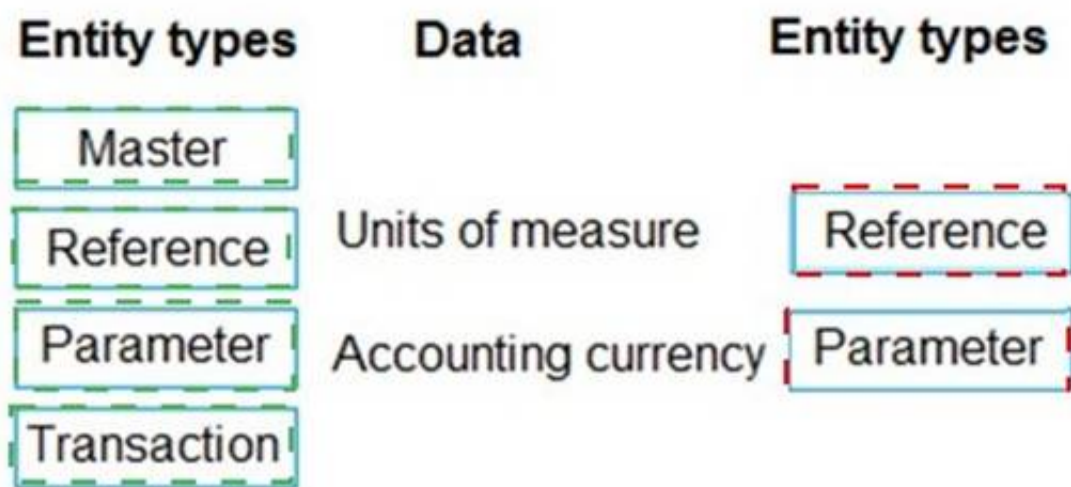 Entity types Data Entity types
Master
Reference Units of measure Reference
Parameter Accounting currency Parameter
Transaction